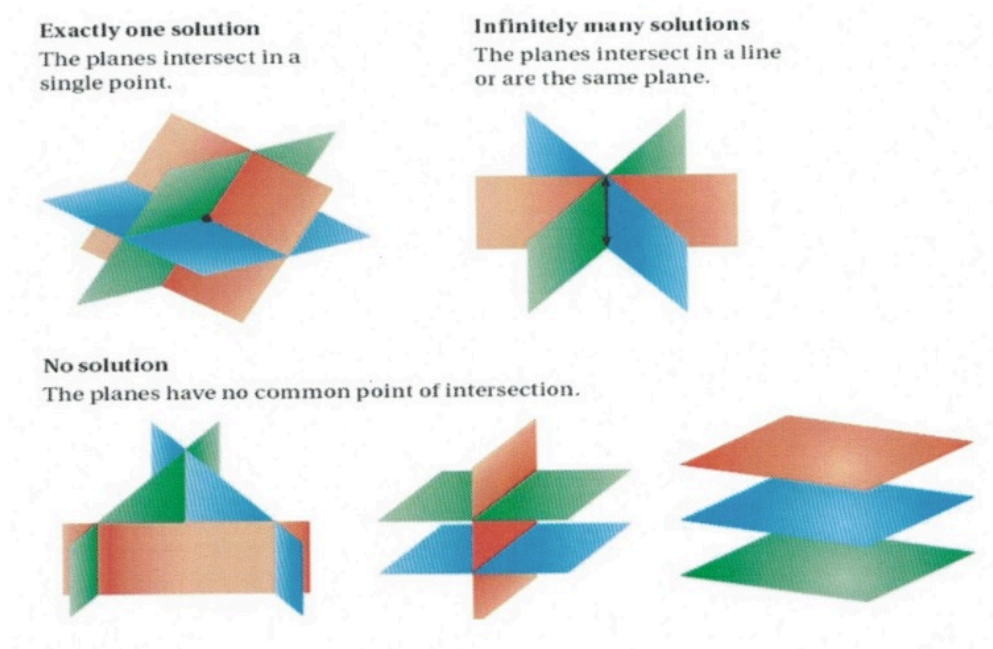 Exactly one solution
The planes intersect in a
single point.
Infinitely many solutions
The planes intersect in a line
or are the same plane.
No solution
The planes have no common point of intersection.